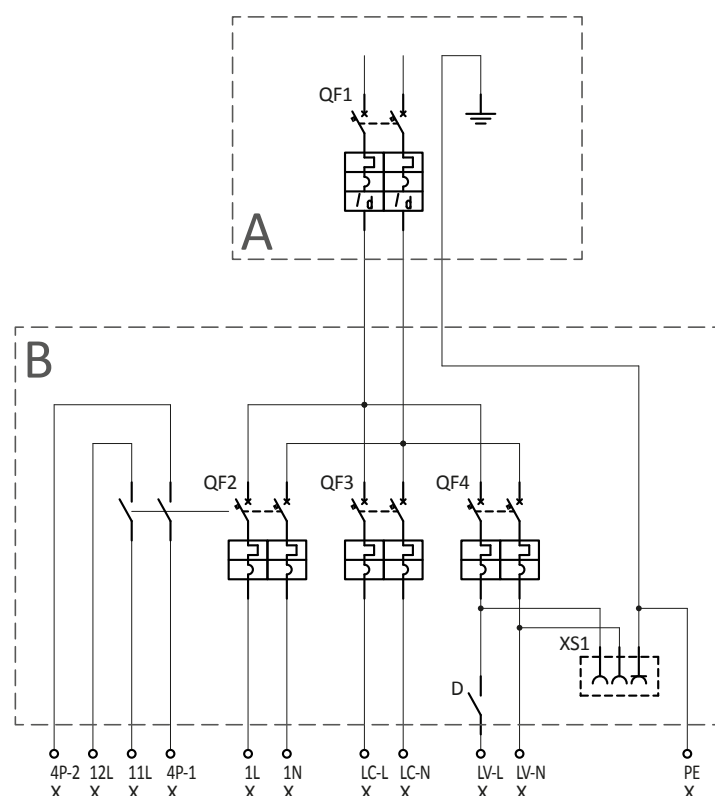 QF1
I d I d
A
B
QF2 QF3 QF4
XS1
D
4P-2 12L 11L 4P-1 1L 1N LC-L LC-N LV-L LV-N PE
X X X X X X X X X X X